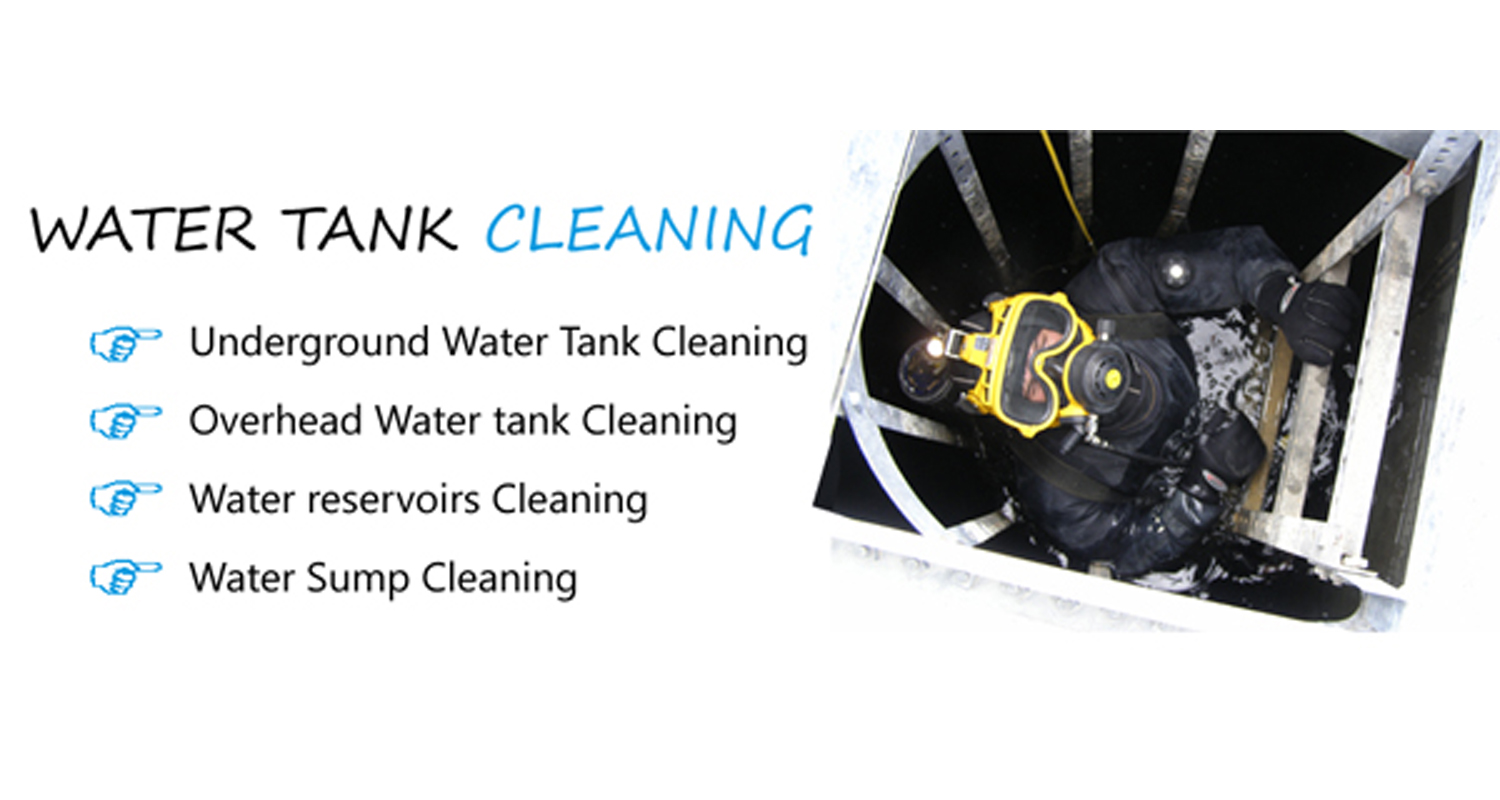 WATER TANK CLEANING
Underground Water Tank Cleaning
Overhead Water tank Cleaning
Water reservoirs Cleaning
Water Sump Cleaning